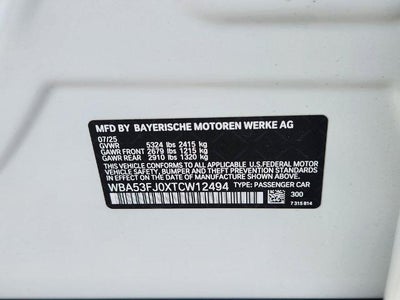 MFD BY BAYERISCHE MOTOREN WERKE AG
07/25
GVWR 5324 lbs 2415 kg
GAWR FRONT 2679 lbs 1215 kg
GAWR REAR 2910 lbs 1320 kg
THIS VEHICLE CONFORMS TO ALL APPLICABLE U.S. FEDERAL MOTOR VEHICLE
SAFETY, BUMPER AND THEFT PREVENTION STANDARDS
IN EFFECT ON THE DATE OF MANUFACTURE SHOWN ABOVE.
WBA53FJ0XTCW12494 TYPE: PASSENGER CAR
300
7 315 814